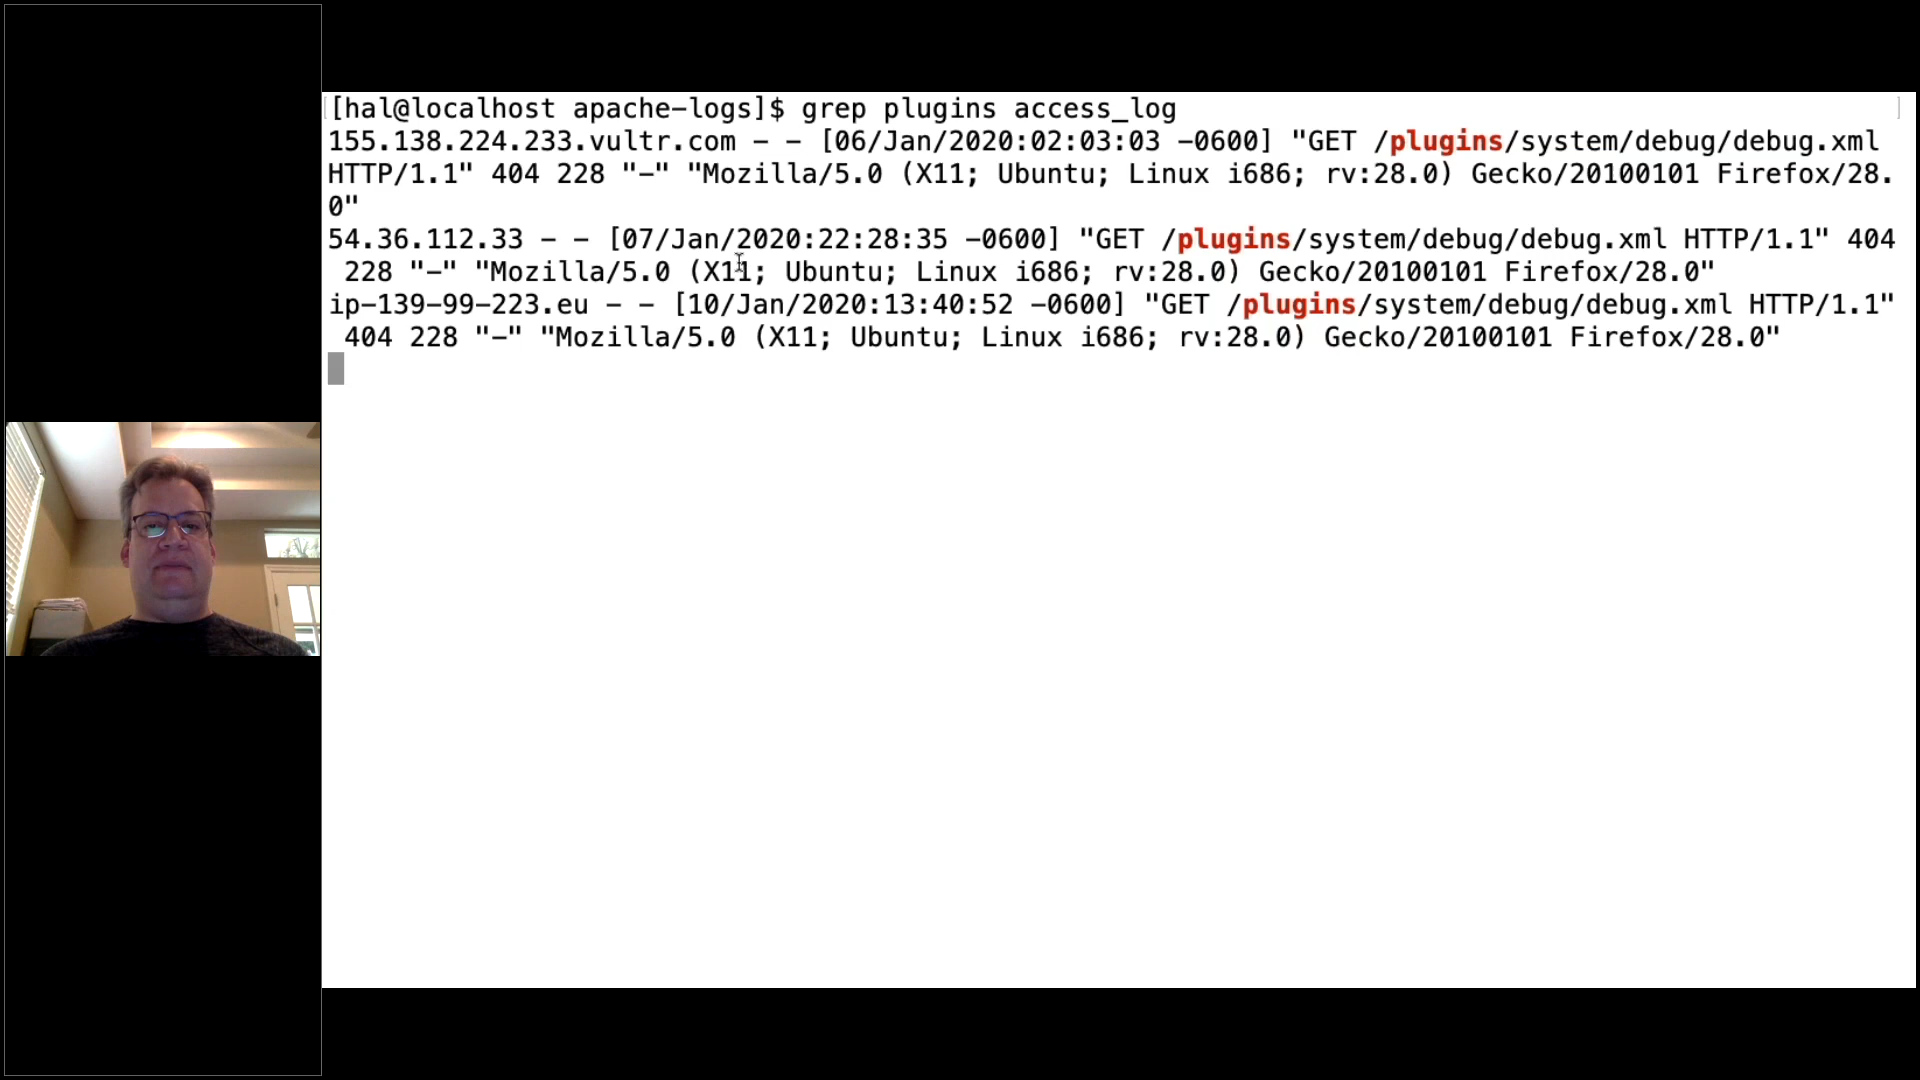 [hal@localhost apache-logs]$ grep plugins access_log
155.138.224.233.vultr.com - - [06/Jan/2020:02:03:03 -0600] "GET /plugins/system/debug/debug.xml
HTTP/1.1" 404 228 "-" "Mozilla/5.0 (X11; Ubuntu; Linux i686; rv:28.0) Gecko/20100101 Firefox/28.
0"
54.36.112.33 - - [07/Jan/2020:22:28:35 -0600] "GET /plugins/system/debug/debug.xml HTTP/1.1" 404
228 "-" "Mozilla/5.0 (X11; Ubuntu; Linux i686; rv:28.0) Gecko/20100101 Firefox/28.0"
ip-139-99-223.eu - - [10/Jan/2020:13:40:52 -0600] "GET /plugins/system/debug/debug.xml HTTP/1.1"
404 228 "-" "Mozilla/5.0 (X11; Ubuntu; Linux i686; rv:28.0) Gecko/20100101 Firefox/28.0"